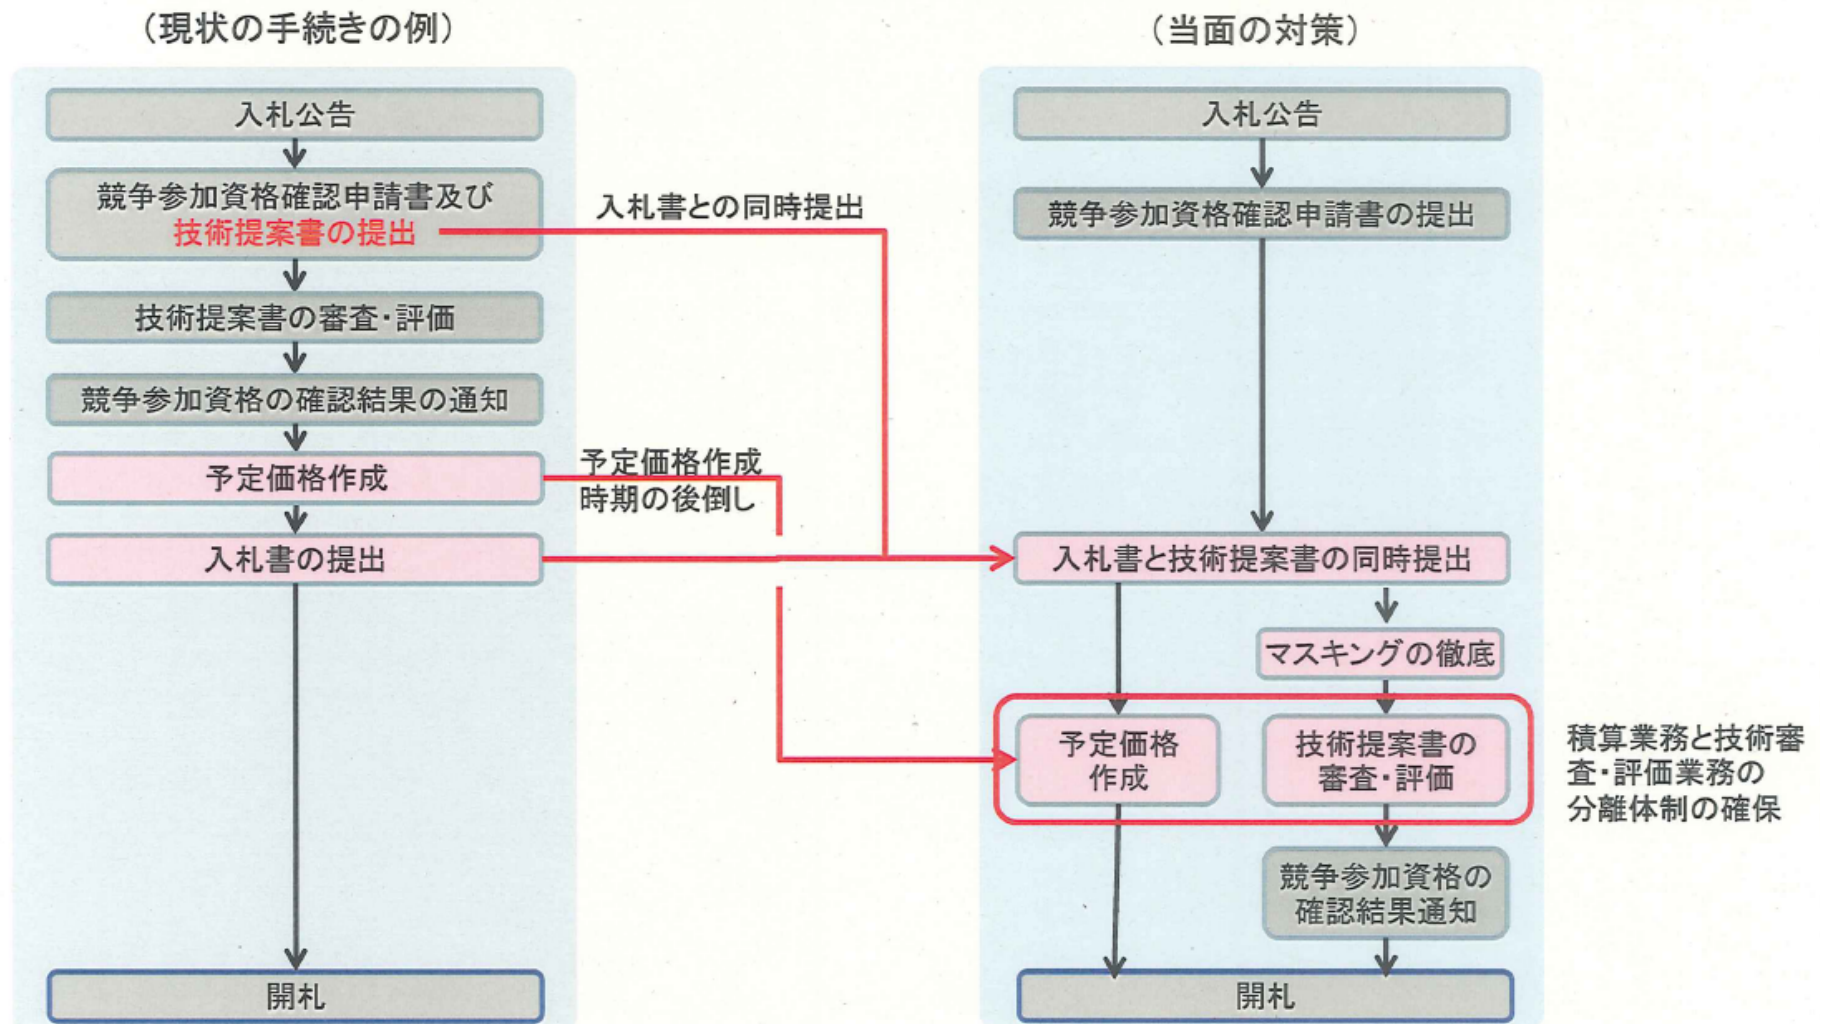 （現状の手続きの例）
入札公告
競争参加資格確認申請書及び
技術提案書の提出
技術提案書の審査・評価
競争参加資格の確認結果の通知
予定価格作成
入札書の提出
開札
入札書との同時提出
予定価格作成
時期の後倒し
（当面の対策）
入札公告
競争参加資格確認申請書の提出
入札書と技術提案書の同時提出
マスキングの徹底
予定価格
作成
技術提案書の
審査・評価
積算業務と技術審
査・評価業務の
分離体制の確保
競争参加資格の
確認結果通知
開札